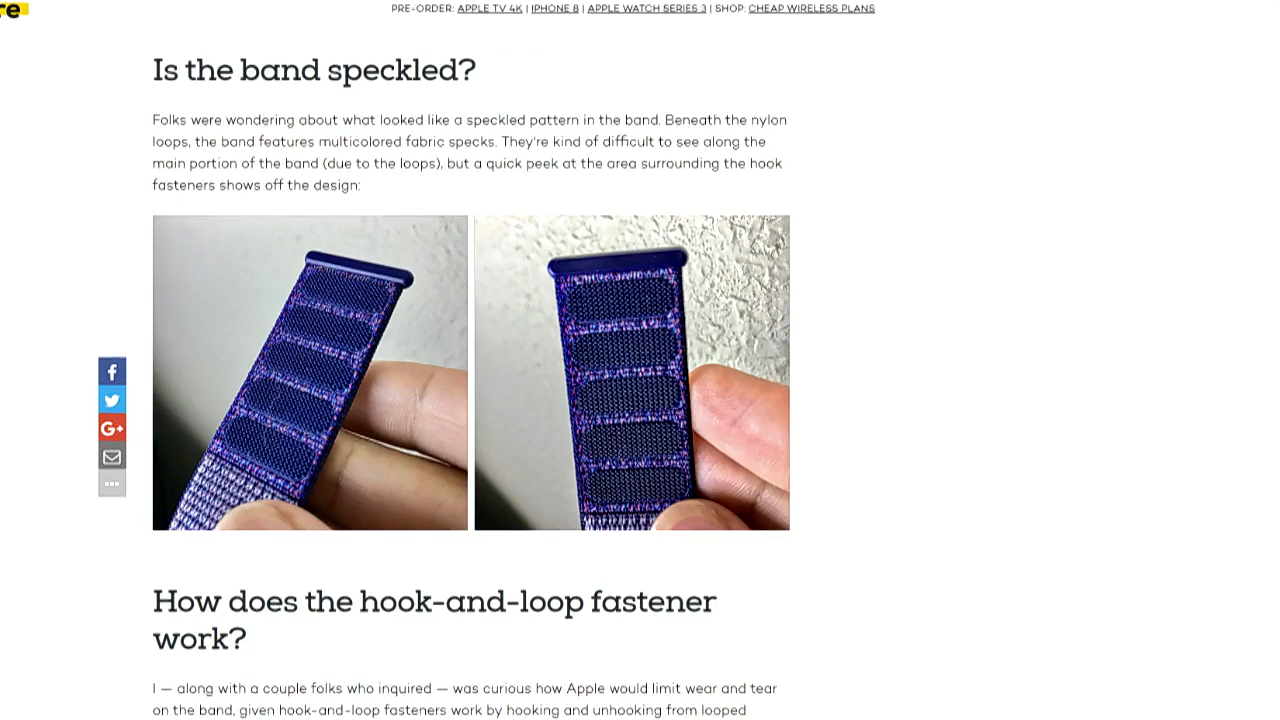 re
PRE-ORDER: APPLE TV 4K | IPHONE 8 | APPLE WATCH SERIES 3 | SHOP: CHEAP WIRELESS PLANS
Is the band speckled?
Folks were wondering about what looked like a speckled pattern in the band. Beneath the nylon
loops, the band features multicolored fabric specks. They're kind of difficult to see along the
main portion of the band (due to the loops), but a quick peek at the area surrounding the hook
fasteners shows off the design:
f
G+
How does the hook-and-loop fastener
work?
I — along with a couple folks who inquired — was curious how Apple would limit wear and tear
on the band, given hook-and-loop fasteners work by hooking and unhooking from looped